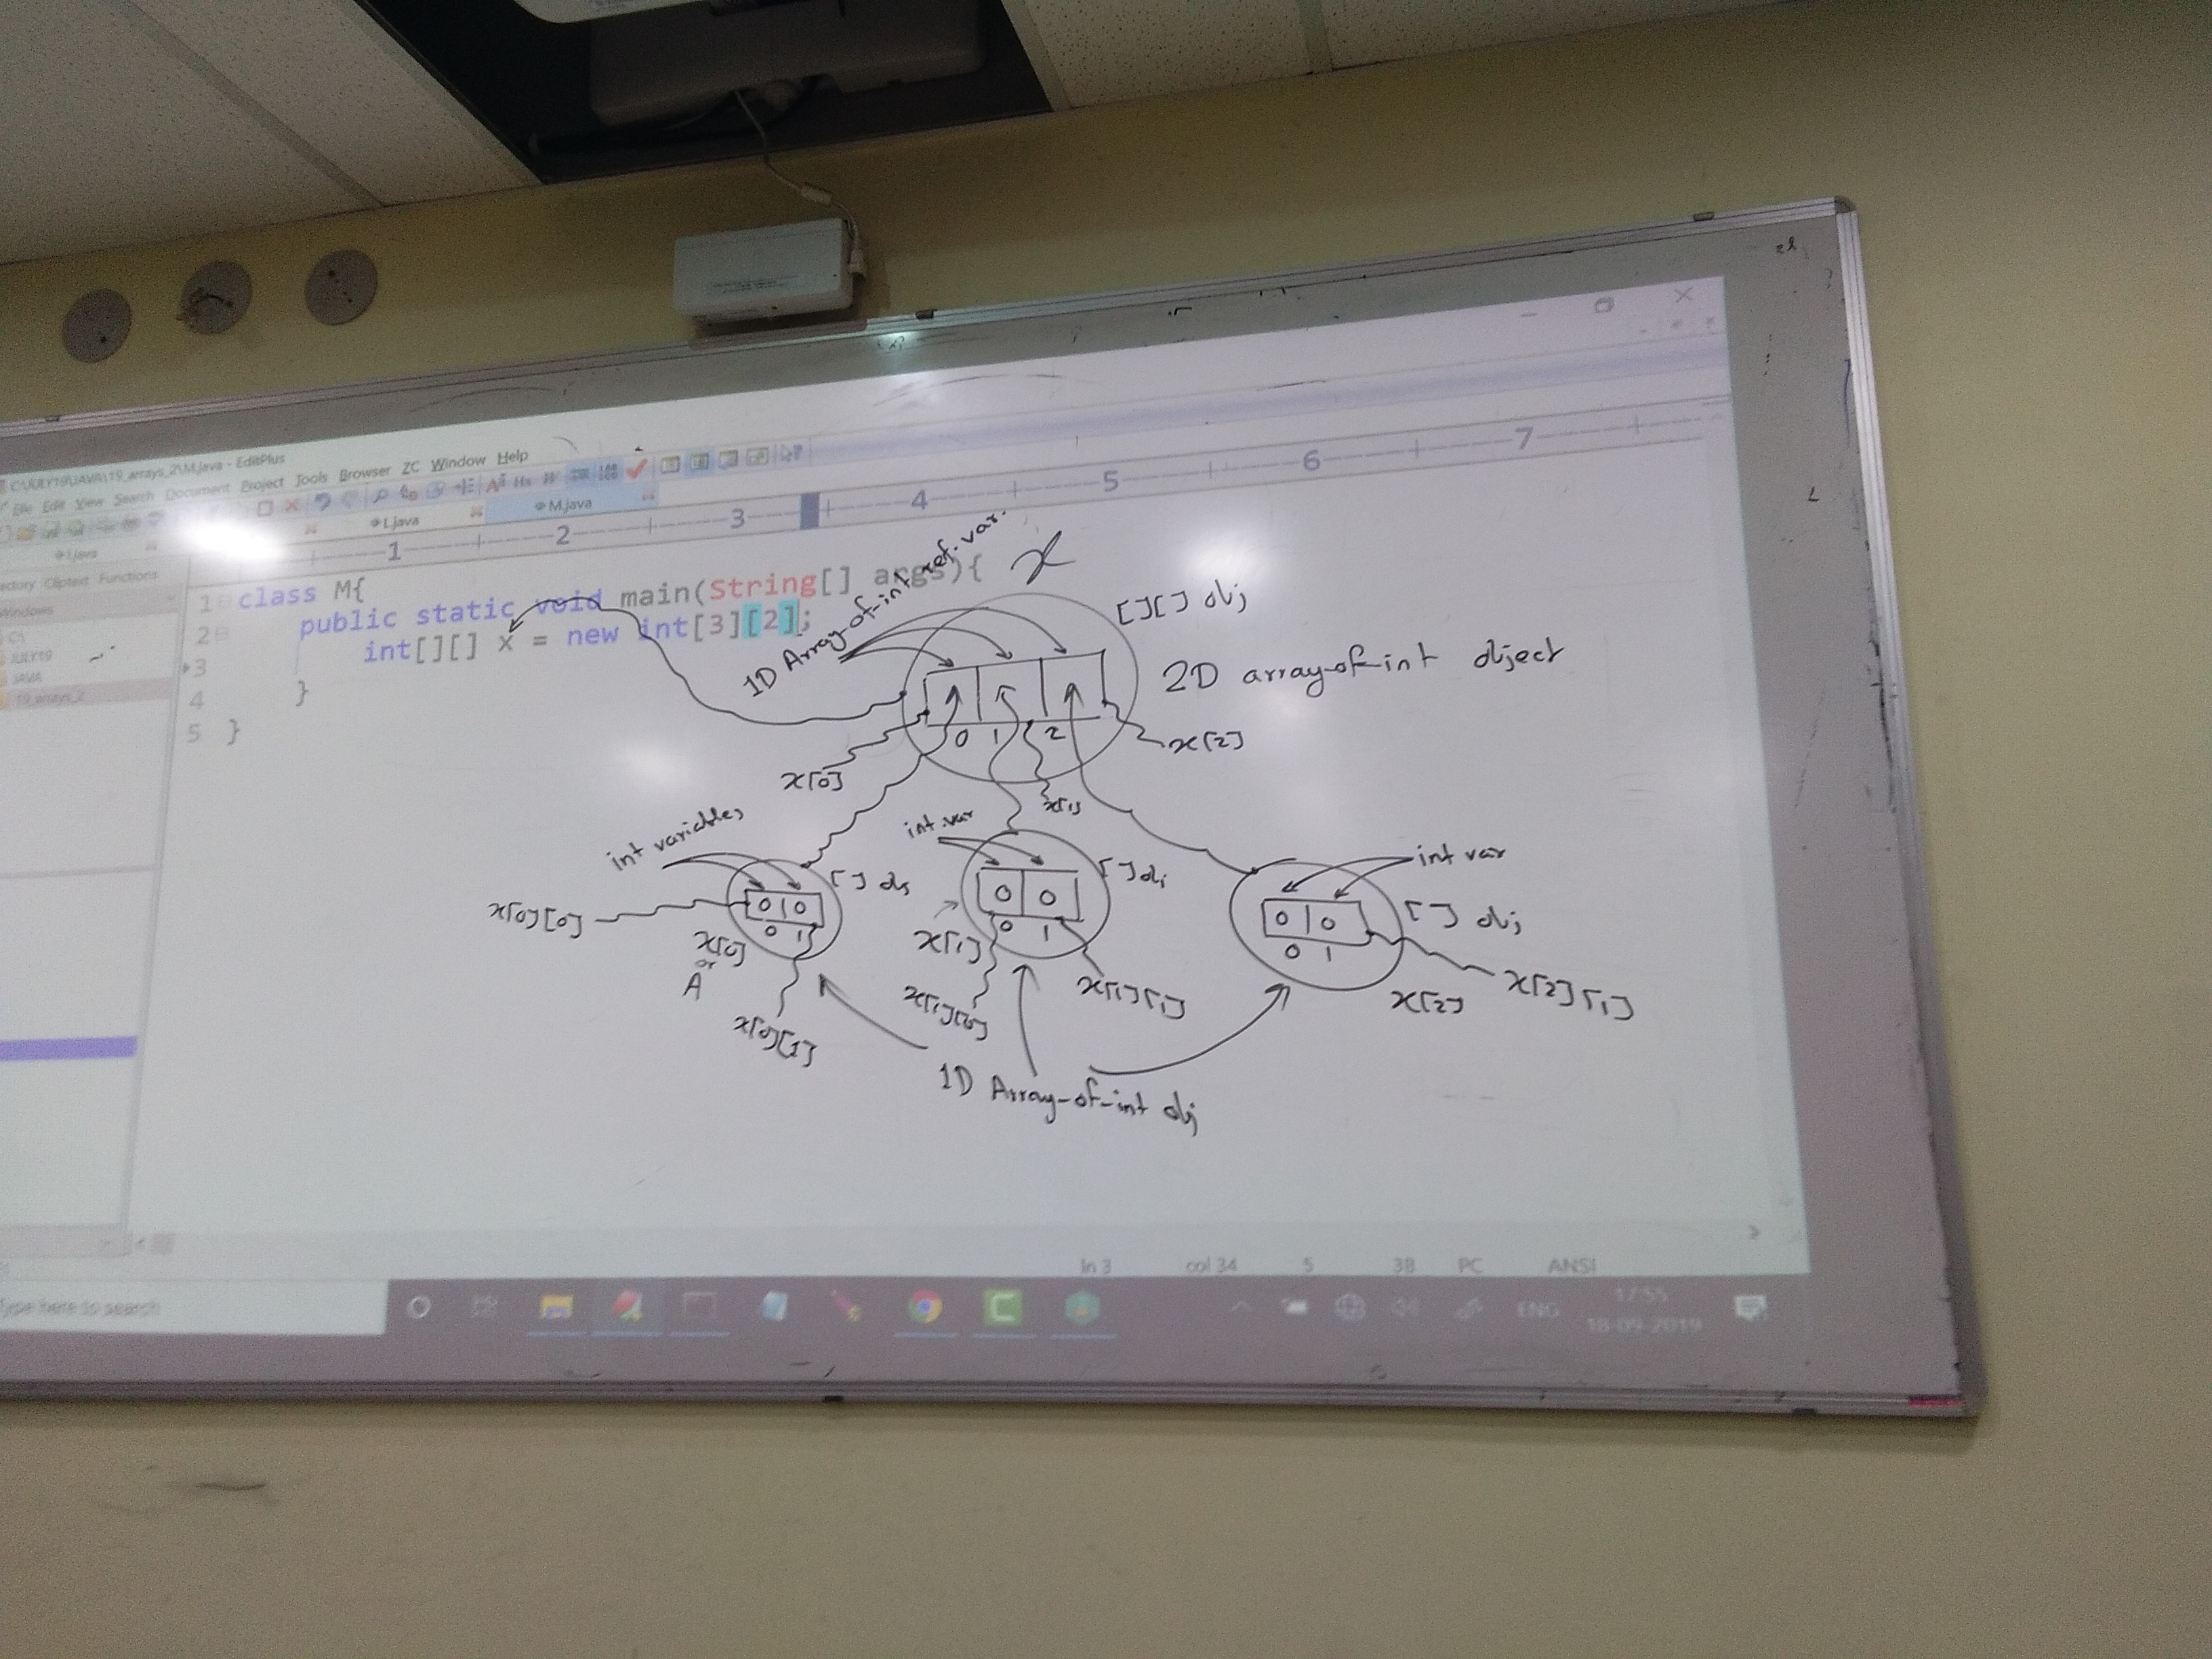 C:\JULY19\JAVA\19_arrays_2\M.java - EditPlus
File Edit View Search Document Project Tools Browser ZC Window Help
L.java
M.java
Directory Cliptext Functions
Windows
C:\
JULY19
JAVA
19_arrays_2
1 2 3 4 5 6 7
1 class M{
2 public static void main(String[] args){
3 int[][] x = new int[3][2];
4 }
5 }
1D Array-of-int ref. var.
x
[][] obj
2D array-of-int object
0 1 2
x[0]
x[1]
x[2]
int variables
int var
int var
[] obj
[] obj
[] obj
0 0
0 0
0 0
0 1
0 1
0 1
x[0][0]
x[0]
or
A
x[0][1]
x[1]
x[1][0]
x[1][1]
x[2]
x[2][1]
1D Array-of-int obj
ln 3 col 34 5 38 PC ANSI
Type here to search
ENG
17:55
18-09-2019